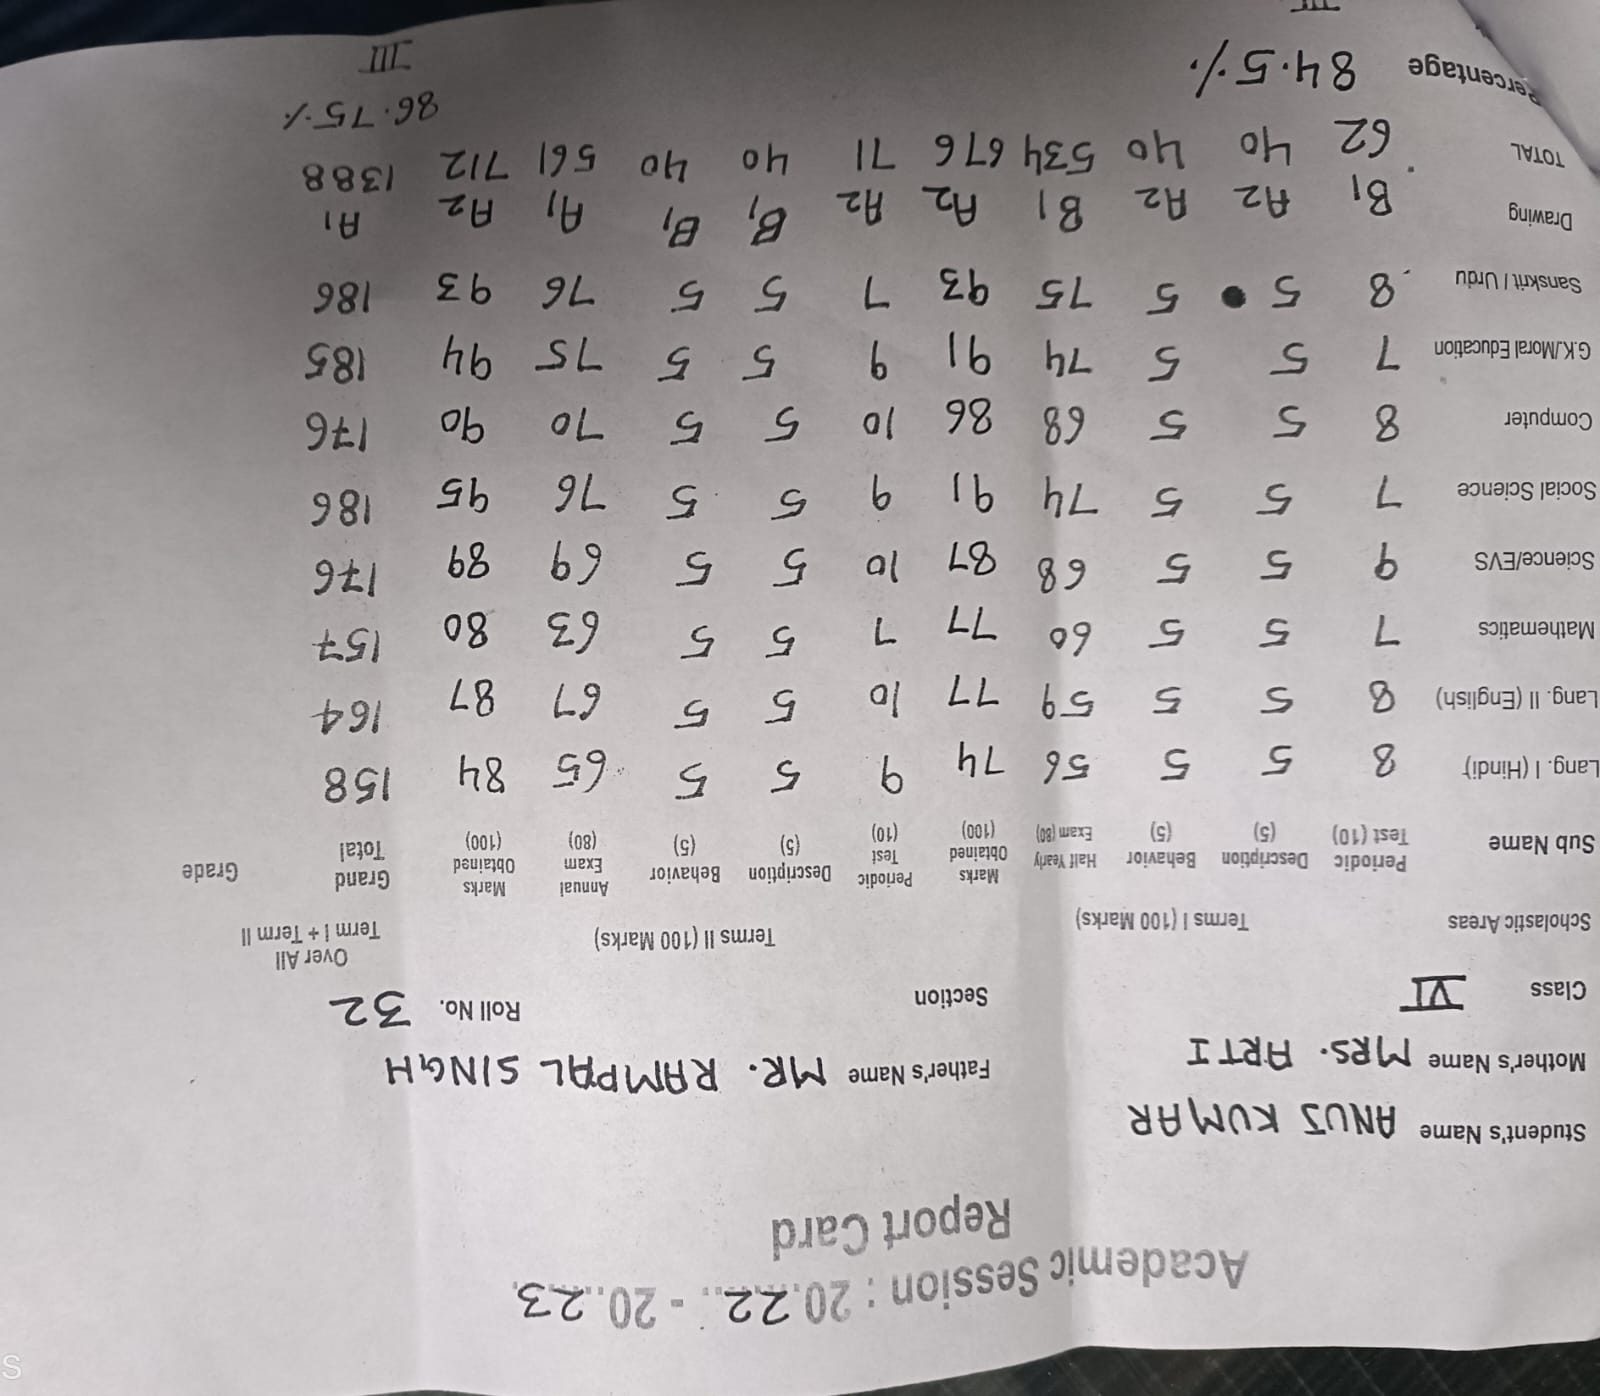 Academic Session : 2022 - 2023
Report Card
Student's Name ANUJ KUMAR
Mother's Name MRS. ARTI Father's Name MR. RAMPAL SINGH
Class VI Section Roll No. 32
Scholastic Areas Terms I (100 Marks) Terms II (100 Marks) Over All Term I + Term II
Sub Name Periodic Test (10) Description (5) Behavior (5) Half Yearly Exam (80) Marks Obtained (100) Periodic Test (10) Description (5) Behavior (5) Annual Exam (80) Marks Obtained (100) Grand Total Grade
Lang. I (Hindi) 8 5 5 56 74 9 5 5 65 84 158
Lang. II (English) 8 5 5 59 77 10 5 5 67 87 164
Mathematics 7 5 5 60 77 7 5 5 63 80 157
Science/EVS 9 5 5 68 87 10 5 5 69 89 176
Social Science 7 5 5 74 91 9 5 5 76 95 186
Computer 8 5 5 68 86 10 5 5 70 90 176
G.K./Moral Education 7 5 5 74 91 9 5 5 75 94 185
Sanskrit / Urdu 8 5 5 75 93 7 5 5 76 93 186
Drawing B1 A2 A2 B1 A2 A2 B1 B1 A1 A2 A1
TOTAL 62 40 40 534 676 71 40 40 561 712 1388
Percentage 84.5% 86.75%
III